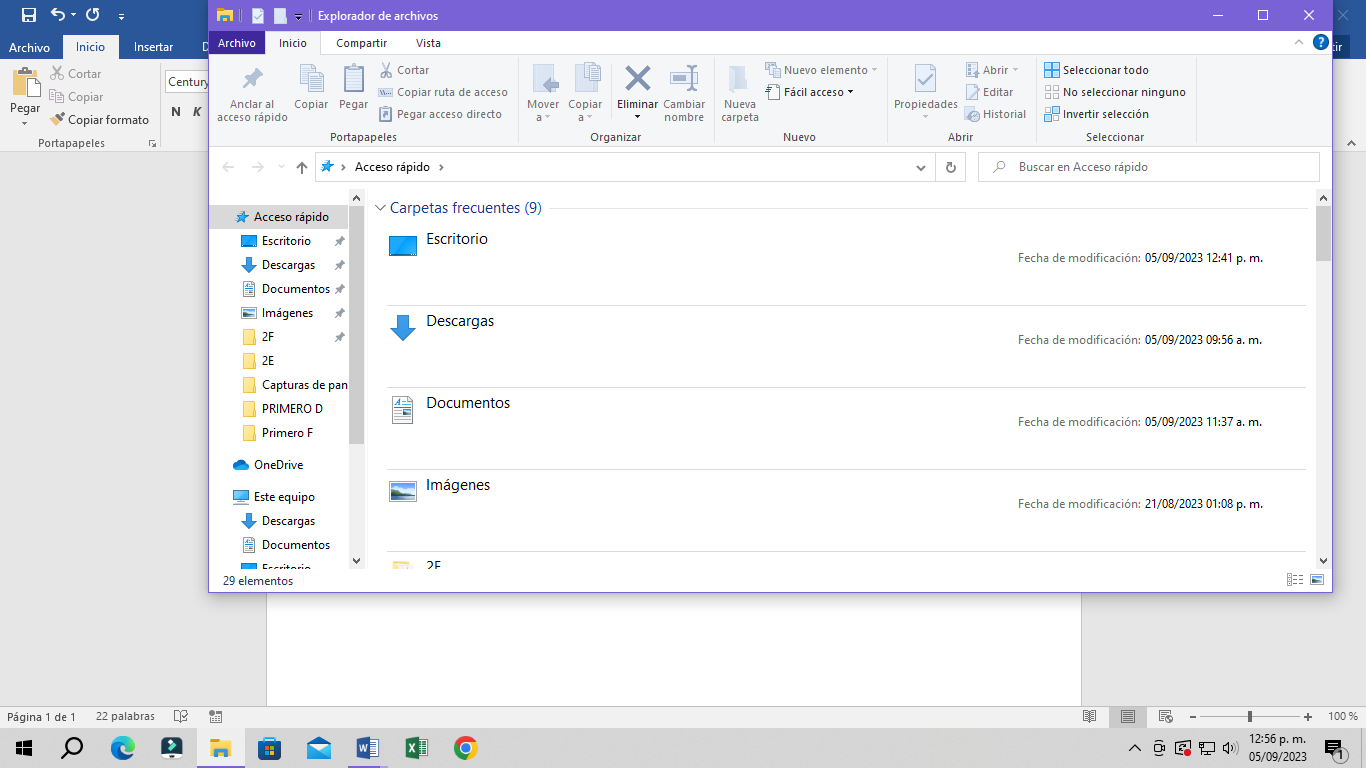 Explorador de archivos
Archivo Inicio Insertar D
Archivo Inicio Compartir Vista
tir
Pegar
Cortar
Copiar
Copiar formato
Portapapeles
Century
N K
Anclar al acceso rápido
Copiar
Pegar
Cortar
Copiar ruta de acceso
Pegar acceso directo
Portapapeles
Mover a
Copiar a
Eliminar
Cambiar nombre
Organizar
Nueva carpeta
Nuevo elemento
Fácil acceso
Nuevo
Propiedades
Abrir
Editar
Historial
Abrir
Seleccionar todo
No seleccionar ninguno
Invertir selección
Seleccionar
Acceso rápido
Buscar en Acceso rápido
Acceso rápido
Escritorio
Descargas
Documentos
Imágenes
2F
2E
Capturas de pan
PRIMERO D
Primero F
OneDrive
Este equipo
Descargas
Documentos
Escritorio
Carpetas frecuentes (9)
Escritorio
Fecha de modificación: 05/09/2023 12:41 p. m.
Descargas
Fecha de modificación: 05/09/2023 09:56 a. m.
Documentos
Fecha de modificación: 05/09/2023 11:37 a. m.
Imágenes
Fecha de modificación: 21/08/2023 01:08 p. m.
2F
29 elementos
Página 1 de 1 22 palabras
100 %
12:56 p. m.
05/09/2023
1